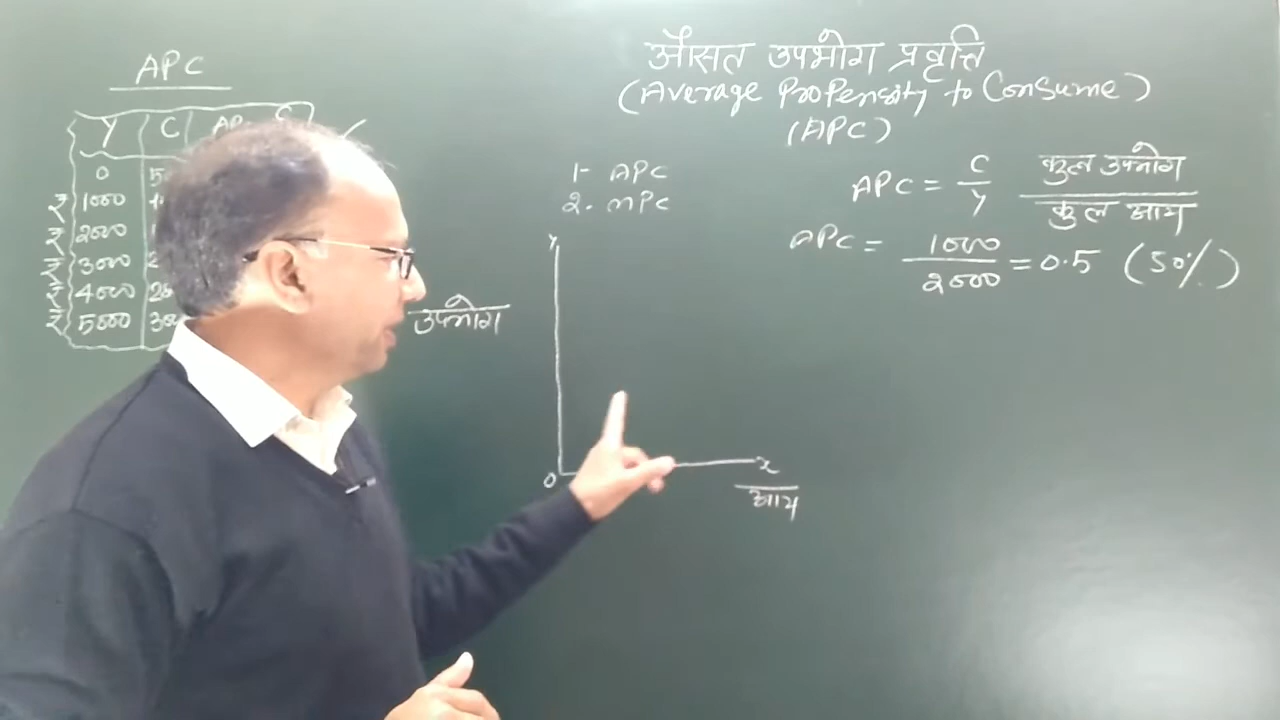 APC
औसत उपभोग प्रवृत्ति
(Average Propensity to Consume)
(APC)
Y C
0
₹ 1000
₹ 2000
₹ 3000
₹ 4000
₹ 5000
1- APC
2. MPC
APC = C/Y कुल उपभोग / कुल आय
APC = 1000/2000 = 0.5 (50%)
y
उपभोग
0
x
आय